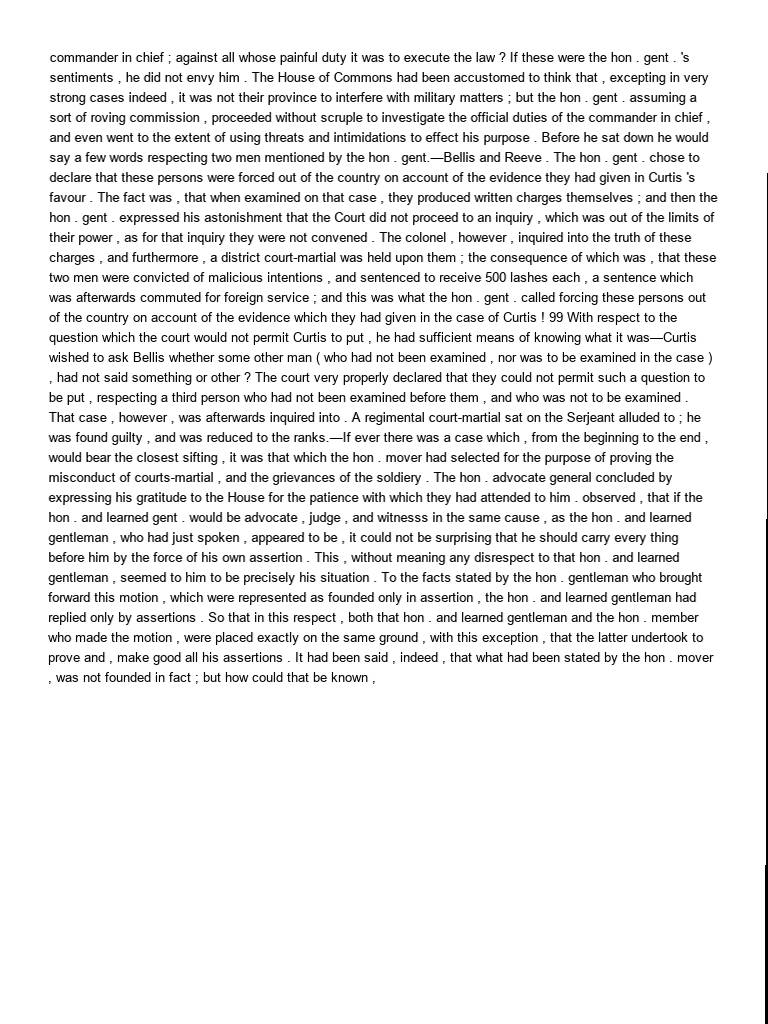 commander in chief ; against all whose painful duty it was to execute the law ? If these were the hon . gent . 's
sentiments , he did not envy him . The House of Commons had been accustomed to think that , excepting in very
strong cases indeed , it was not their province to interfere with military matters ; but the hon . gent . assuming a
sort of roving commission , proceeded without scruple to investigate the official duties of the commander in chief ,
and even went to the extent of using threats and intimidations to effect his purpose . Before he sat down he would
say a few words respecting two men mentioned by the hon . gent.—Bellis and Reeve . The hon . gent . chose to
declare that these persons were forced out of the country on account of the evidence they had given in Curtis 's
favour . The fact was , that when examined on that case , they produced written charges themselves ; and then the
hon . gent . expressed his astonishment that the Court did not proceed to an inquiry , which was out of the limits of
their power , as for that inquiry they were not convened . The colonel , however , inquired into the truth of these
charges , and furthermore , a district court-martial was held upon them ; the consequence of which was , that these
two men were convicted of malicious intentions , and sentenced to receive 500 lashes each , a sentence which
was afterwards commuted for foreign service ; and this was what the hon . gent . called forcing these persons out
of the country on account of the evidence which they had given in the case of Curtis ! 99 With respect to the
question which the court would not permit Curtis to put , he had sufficient means of knowing what it was—Curtis
wished to ask Bellis whether some other man ( who had not been examined , nor was to be examined in the case )
, had not said something or other ? The court very properly declared that they could not permit such a question to
be put , respecting a third person who had not been examined before them , and who was not to be examined .
That case , however , was afterwards inquired into . A regimental court-martial sat on the Serjeant alluded to ; he
was found guilty , and was reduced to the ranks.—If ever there was a case which , from the beginning to the end ,
would bear the closest sifting , it was that which the hon . mover had selected for the purpose of proving the
misconduct of courts-martial , and the grievances of the soldiery . The hon . advocate general concluded by
expressing his gratitude to the House for the patience with which they had attended to him . observed , that if the
hon . and learned gent . would be advocate , judge , and witnesss in the same cause , as the hon . and learned
gentleman , who had just spoken , appeared to be , it could not be surprising that he should carry every thing
before him by the force of his own assertion . This , without meaning any disrespect to that hon . and learned
gentleman , seemed to him to be precisely his situation . To the facts stated by the hon . gentleman who brought
forward this motion , which were represented as founded only in assertion , the hon . and learned gentleman had
replied only by assertions . So that in this respect , both that hon . and learned gentleman and the hon . member
who made the motion , were placed exactly on the same ground , with this exception , that the latter undertook to
prove and , make good all his assertions . It had been said , indeed , that what had been stated by the hon . mover
, was not founded in fact ; but how could that be known ,